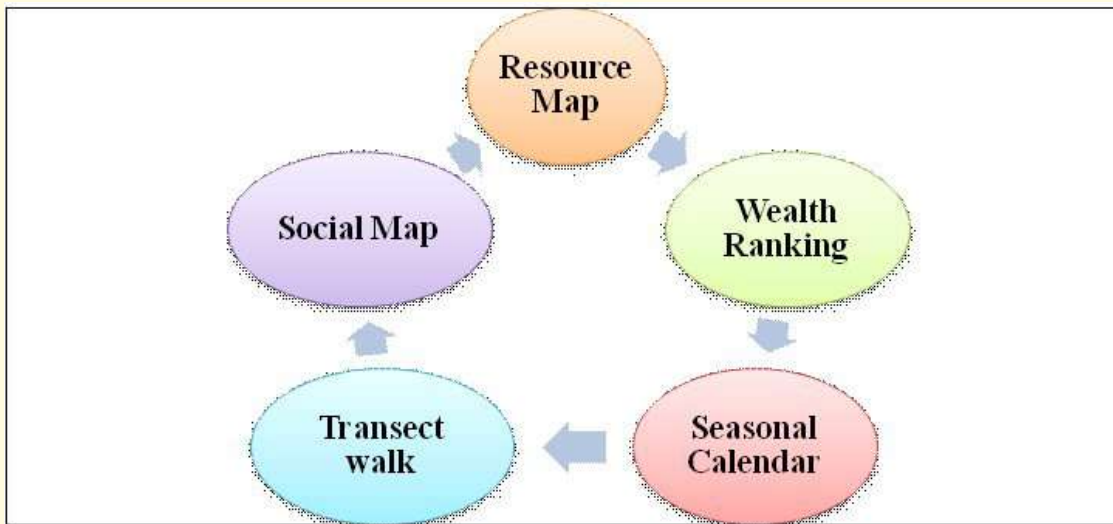 Resource
Map
Wealth
Ranking
Seasonal
Calendar
Transect
walk
Social Map